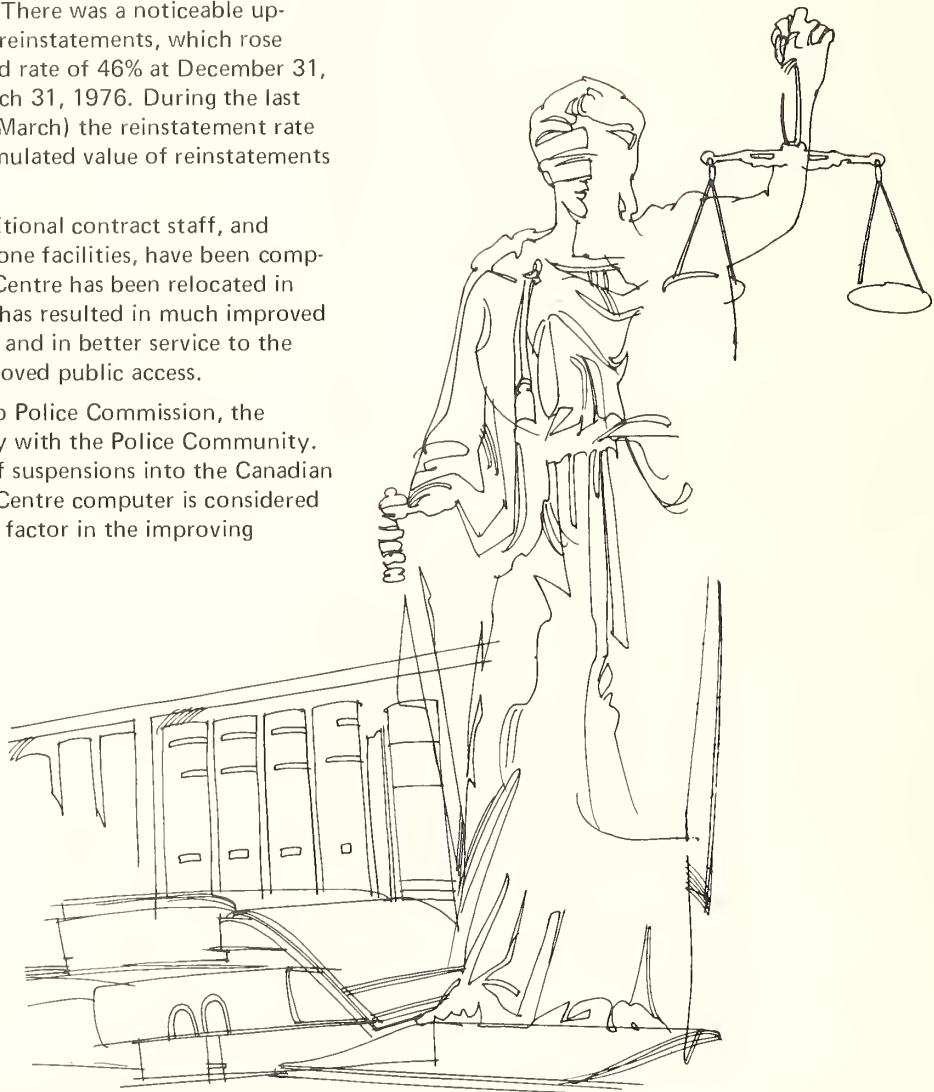 There was a noticeable up-
reinstatements, which rose
d rate of 46% at December 31,
ch 31, 1976. During the last
March) the reinstatement rate
mulated value of reinstatements
itional contract staff, and
one facilities, have been comp-
Centre has been relocated in
has resulted in much improved
and in better service to the
oved public access.
o Police Commission, the
y with the Police Community.
f suspensions into the Canadian
Centre computer is considered
factor in the improving